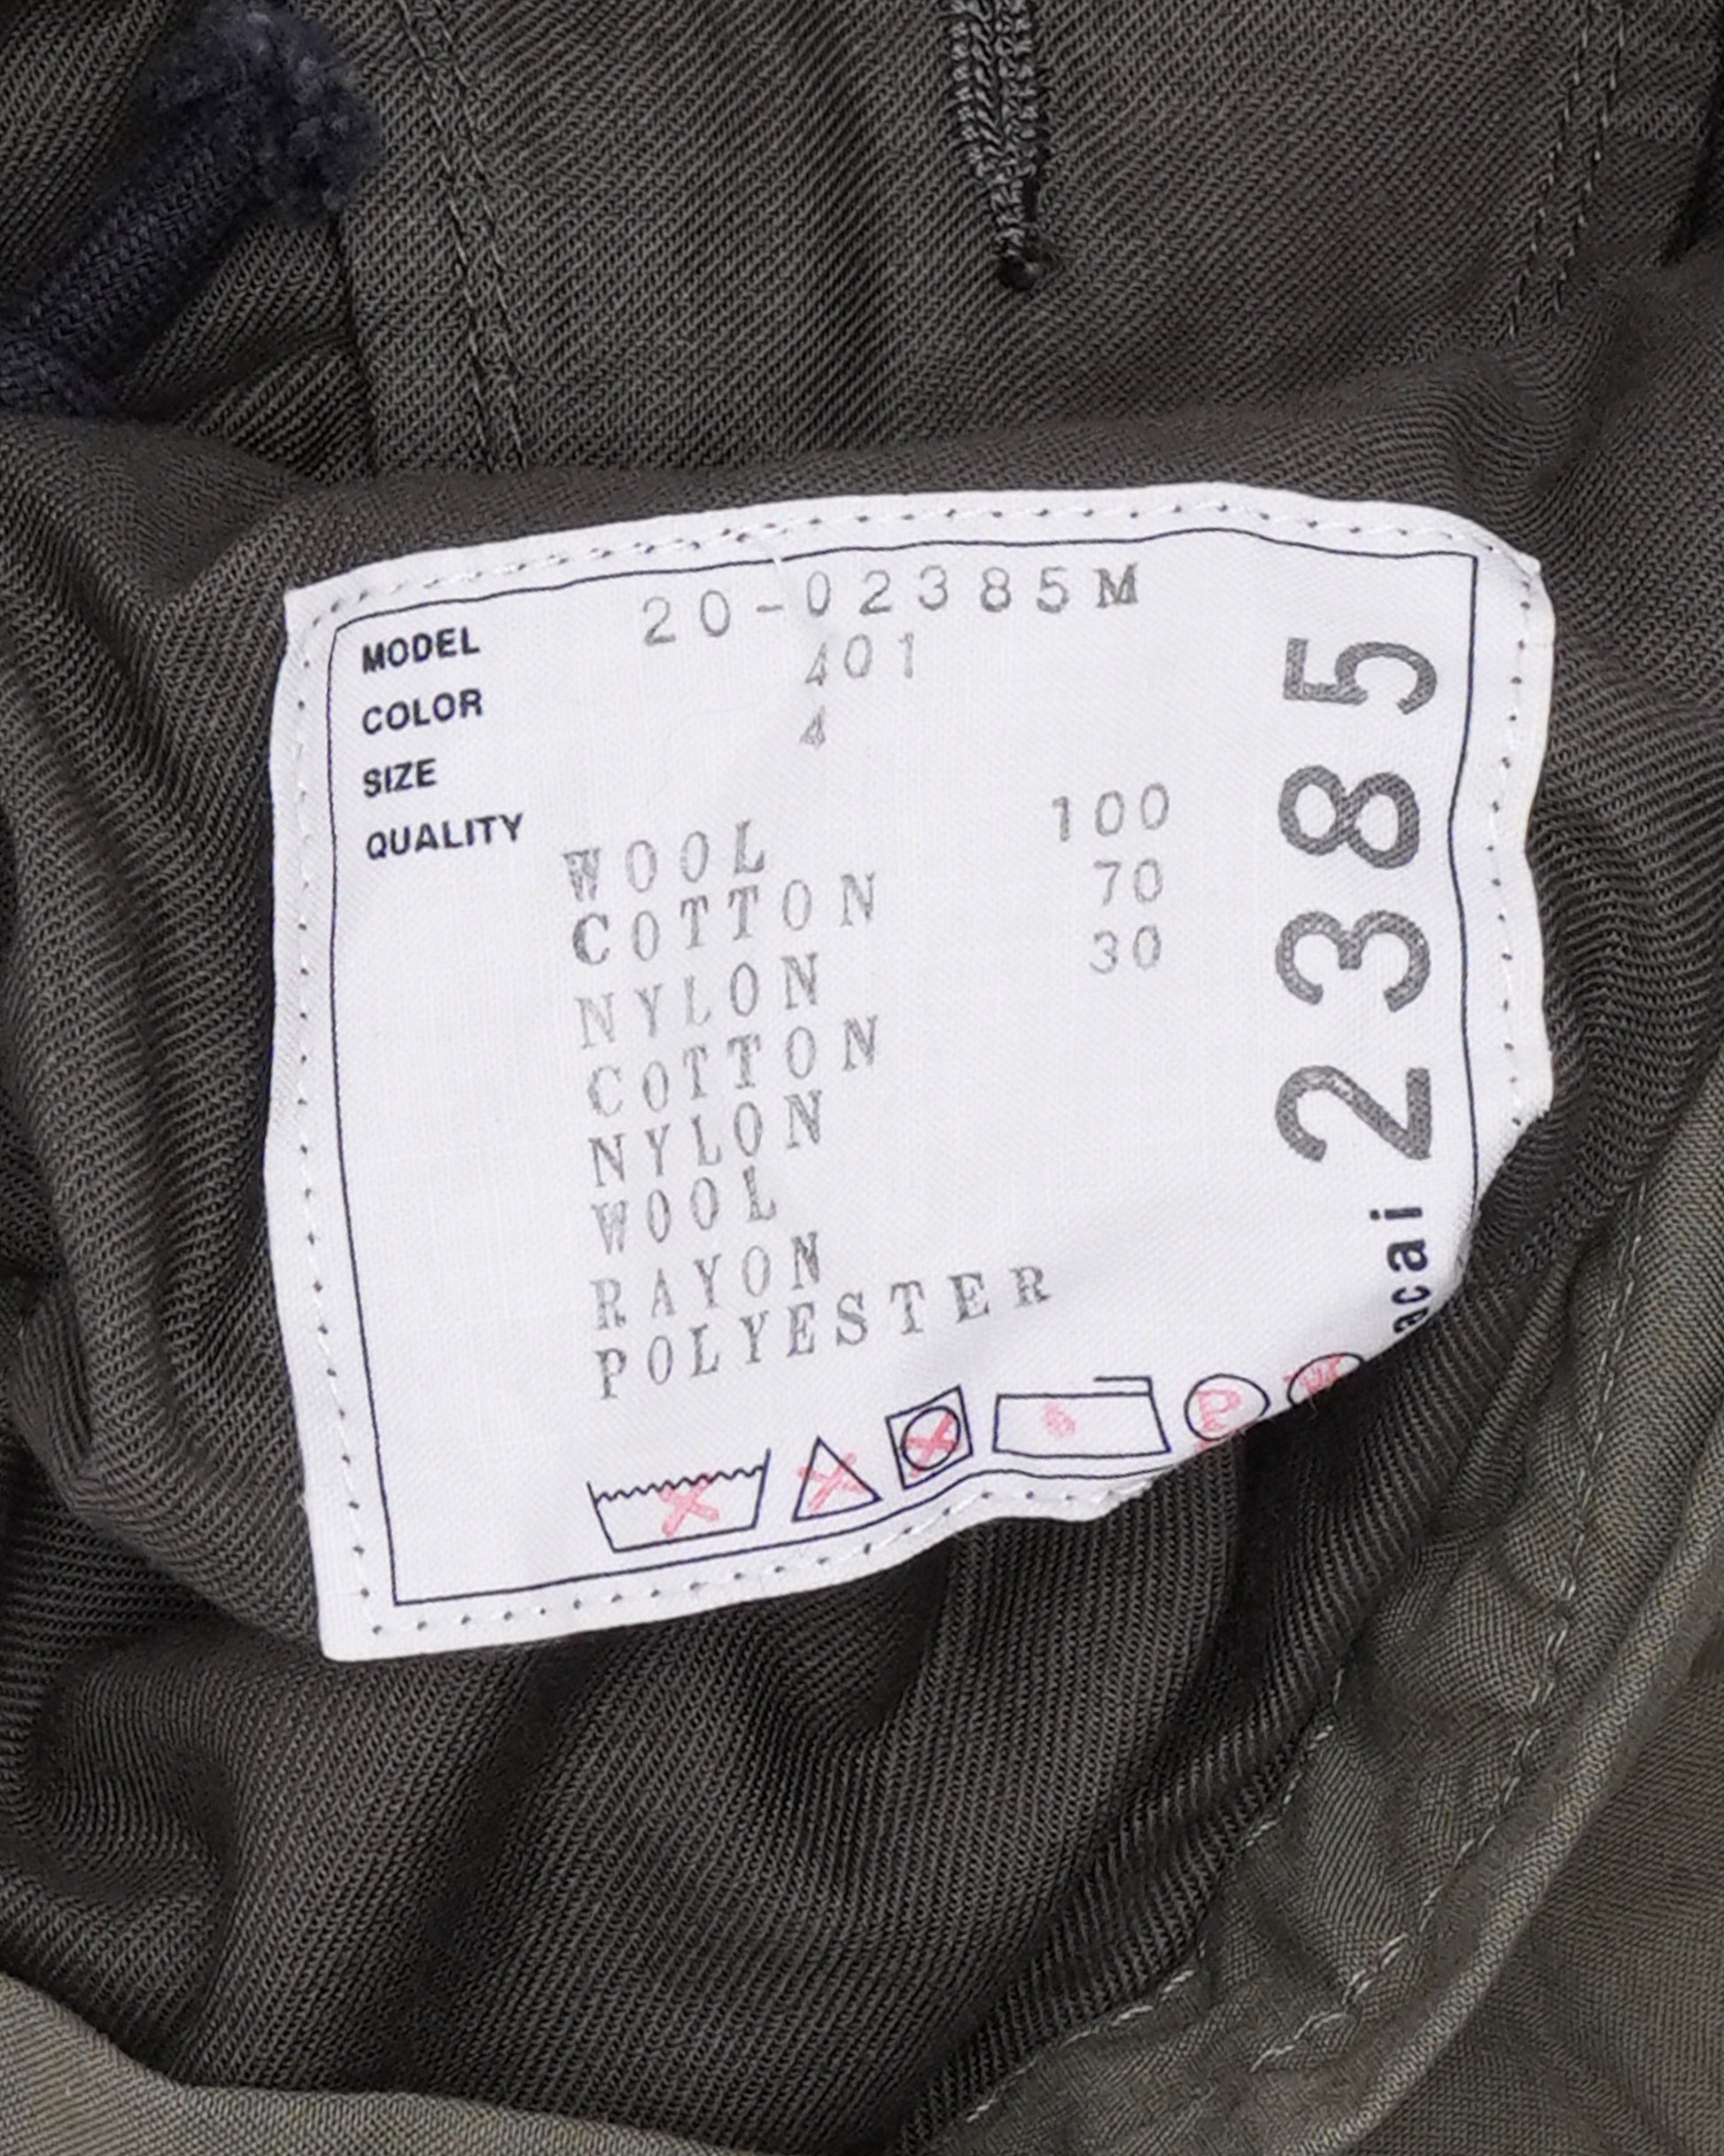 MODEL 20-02385M
COLOR 401
SIZE 4
QUALITY
WOOL 100
COTTON 70
NYLON 30
COTTON
NYLON
WOOL
RAYON
POLYESTER
acai 2385
P